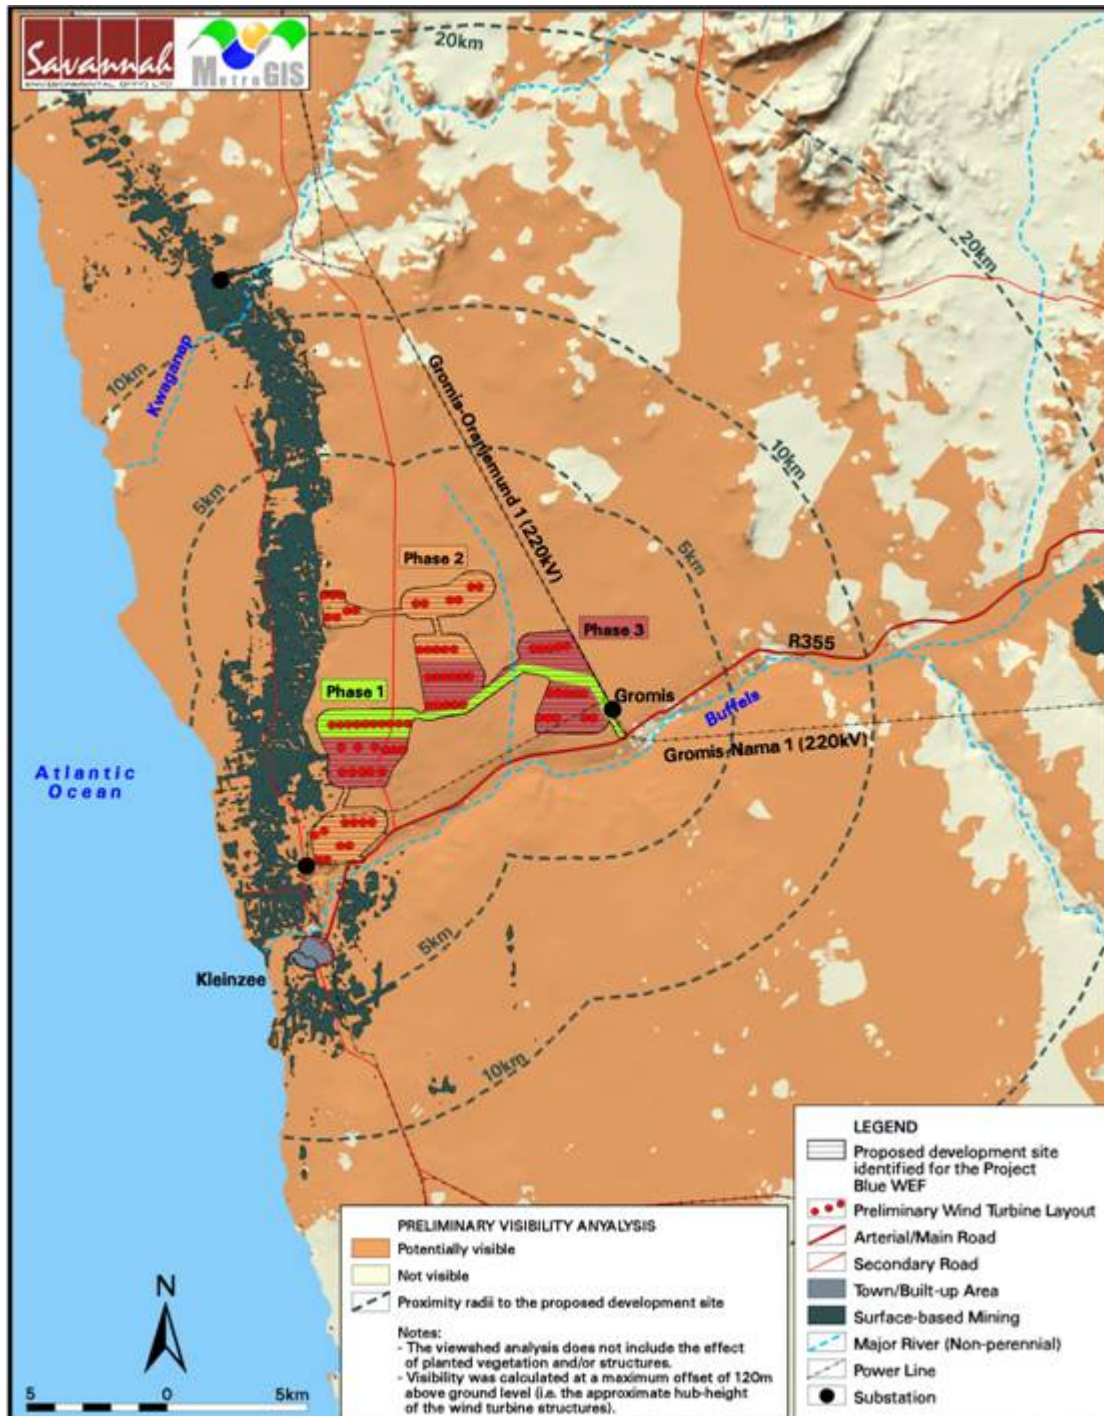 Savannah
ENVIRONMENTAL (PTY) LTD
MetroGIS
20km
20km
10km
Kwaganap
Gromis-Oranjemund 1 (220kV)
10km
5km
5km
Phase 2
Phase 3
R355
Phase 1
Gromis
Buffels
Gromis-Nama 1 (220kV)
Atlantic
Ocean
5km
Kleinzee
10km
LEGEND
Proposed development site
identified for the Project
Blue WEF
Preliminary Wind Turbine Layout
Arterial/Main Road
Secondary Road
Town/Built-up Area
Surface-based Mining
Major River (Non-perennial)
Power Line
Substation
PRELIMINARY VISIBILITY ANYALYSIS
Potentially visible
Not visible
Proximity radii to the proposed development site
Notes:
- The viewshed analysis does not include the effect
of planted vegetation and/or structures.
- Visibility was calculated at a maximum offset of 120m
above ground level (i.e. the approximate hub-height
of the wind turbine structures).
N
5 0 5km